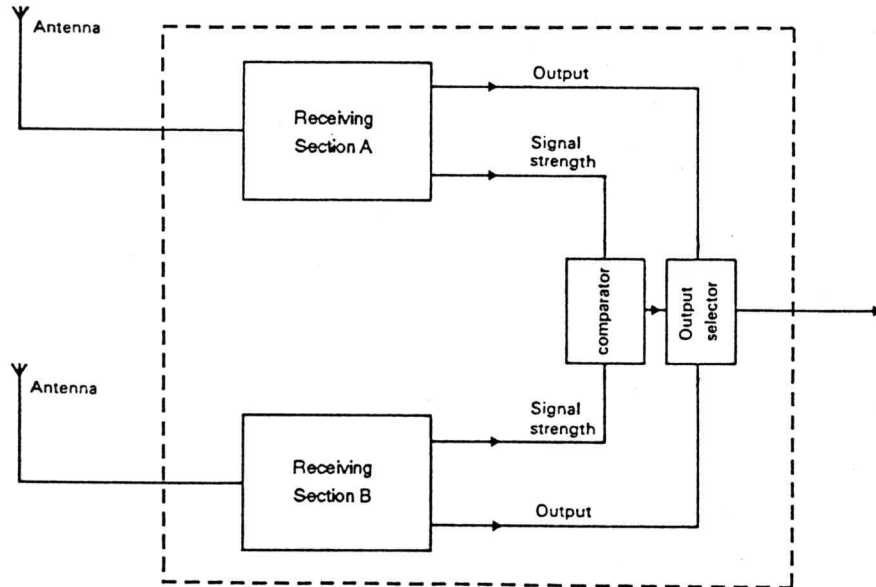 Antenna
Output
Receiving
Section A
Signal
strength
comparator
Output
selector
Antenna
Signal
strength
Receiving
Section B
Output